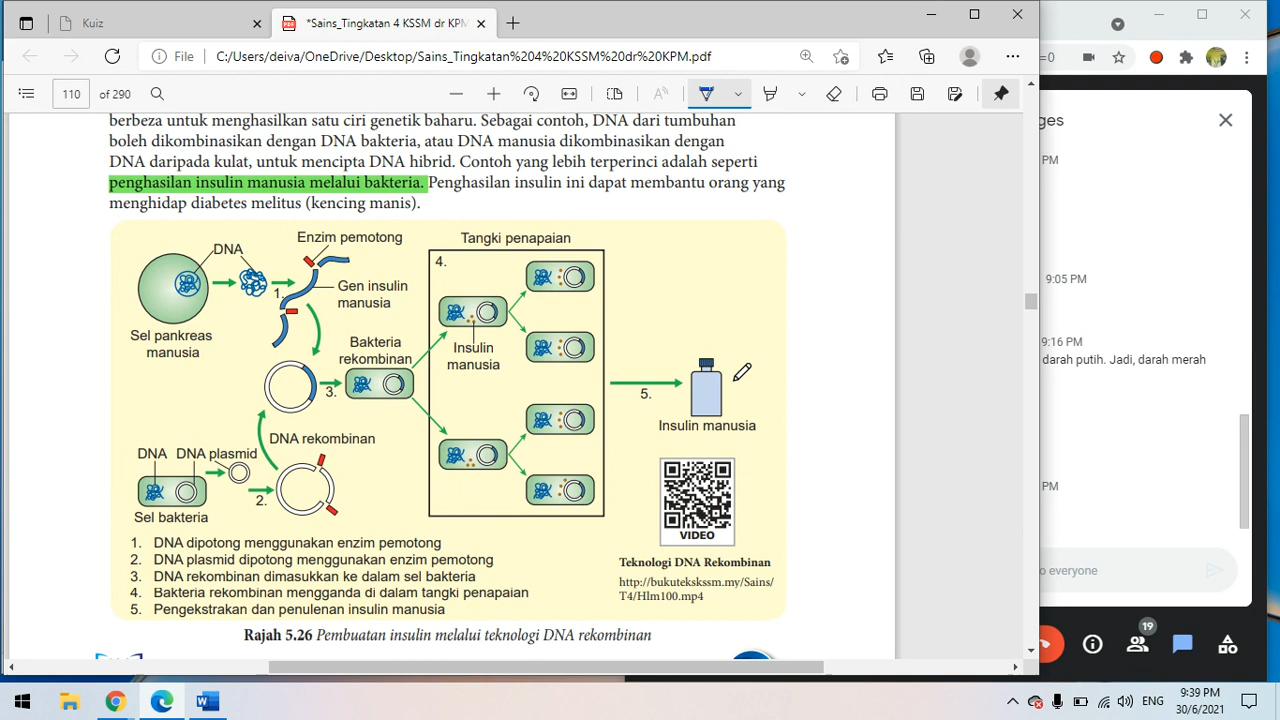 Kuiz
*Sains_Tingkatan 4 KSSM dr KPM
File
C:/Users/deiva/OneDrive/Desktop/Sains_Tingkatan%204%20KSSM%20dr%20KPM.pdf
=0
110 of 290
berbeza untuk menghasilkan satu ciri genetik baharu. Sebagai contoh, DNA dari tumbuhan
boleh dikombinasikan dengan DNA bakteria, atau DNA manusia dikombinasikan dengan
DNA daripada kulat, untuk mencipta DNA hibrid. Contoh yang lebih terperinci adalah seperti
penghasilan insulin manusia melalui bakteria. Penghasilan insulin ini dapat membantu orang yang
menghidap diabetes melitus (kencing manis).
DNA
Enzim pemotong
1.
Gen insulin
manusia
Sel pankreas
manusia
Bakteria
rekombinan
3.
DNA rekombinan
DNA
DNA plasmid
2.
Sel bakteria
Tangki penapaian
4.
Insulin
manusia
5.
Insulin manusia
VIDEO
Teknologi DNA Rekombinan
http://bukutekskssm.my/Sains/
T4/Hlm100.mp4
1. DNA dipotong menggunakan enzim pemotong
2. DNA plasmid dipotong menggunakan enzim pemotong
3. DNA rekombinan dimasukkan ke dalam sel bakteria
4. Bakteria rekombinan mengganda di dalam tangki penapaian
5. Pengekstrakan dan penulenan insulin manusia
Rajah 5.26 Pembuatan insulin melalui teknologi DNA rekombinan
ges
PM
9:05 PM
9:16 PM
darah putih. Jadi, darah merah
PM
o everyone
19
ENG
9:39 PM
30/6/2021